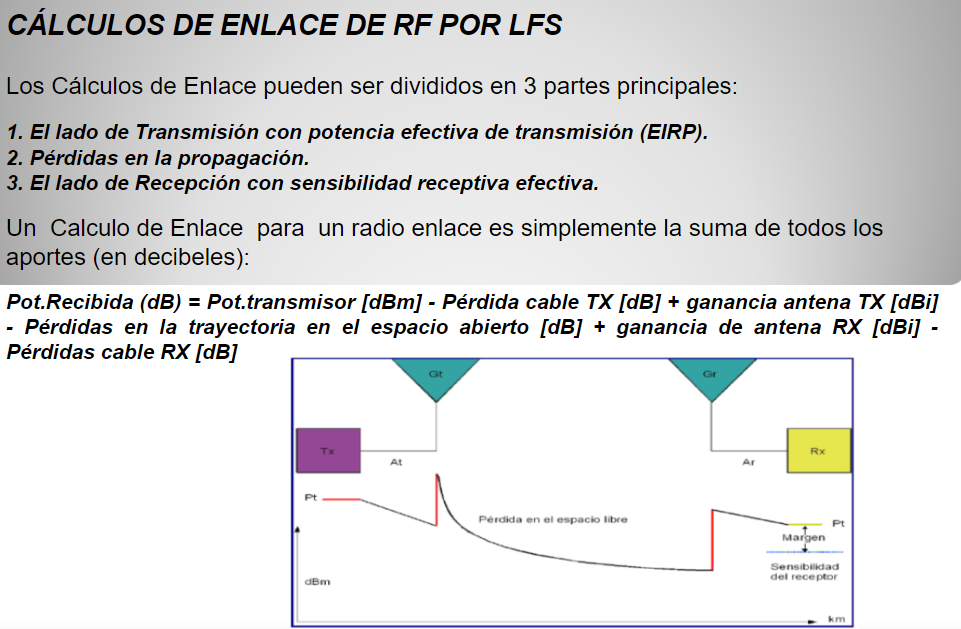 CÁLCULOS DE ENLACE DE RF POR LFS
Los Cálculos de Enlace pueden ser divididos en 3 partes principales:
1. El lado de Transmisión con potencia efectiva de transmisión (EIRP).
2. Pérdidas en la propagación.
3. El lado de Recepción con sensibilidad receptiva efectiva.
Un Calculo de Enlace para un radio enlace es simplemente la suma de todos los
aportes (en decibeles):
Pot.Recibida (dB) = Pot.transmisor [dBm] - Pérdida cable TX [dB] + ganancia antena TX [dBi]
- Pérdidas en la trayectoria en el espacio abierto [dB] + ganancia de antena RX [dBi] -
Pérdidas cable RX [dB]
Gt
Gr
Tx
Rx
At
Ar
Pt
Pérdida en el espacio libre
Pt
Margen
Sensibilidad
del receptor
dBm
km